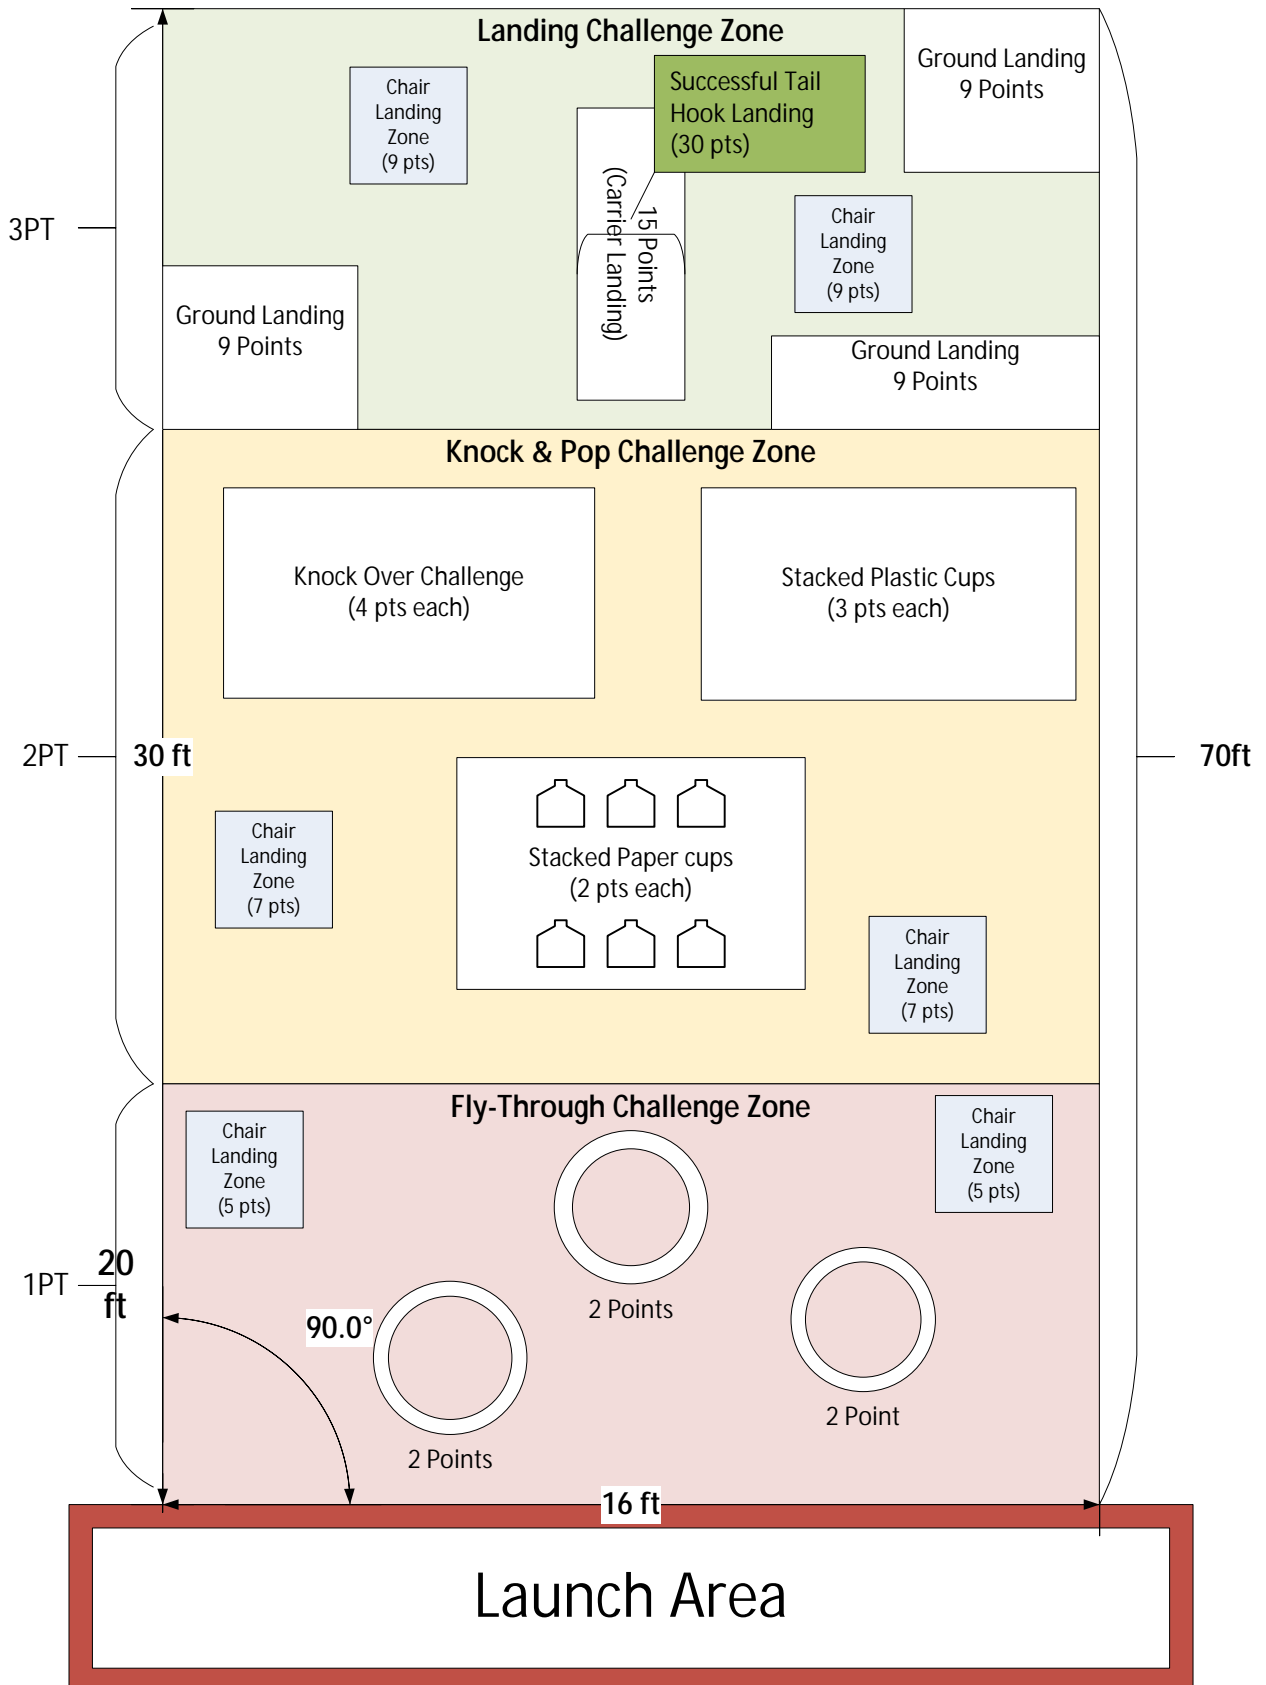 Landing Challenge Zone
Ground Landing
9 Points
Successful Tail
Hook Landing
(30 pts)
Chair
Landing
Zone
(9 pts)
15 Points
(Carrier Landing)
Chair
Landing
Zone
(9 pts)
3PT
Ground Landing
9 Points
Ground Landing
9 Points
Knock & Pop Challenge Zone
Knock Over Challenge
(4 pts each)
Stacked Plastic Cups
(3 pts each)
2PT
30 ft
70ft
Chair
Landing
Zone
(7 pts)
Stacked Paper cups
(2 pts each)
Chair
Landing
Zone
(7 pts)
Fly-Through Challenge Zone
Chair
Landing
Zone
(5 pts)
Chair
Landing
Zone
(5 pts)
1PT
20
ft
90.0°
2 Points
2 Point
2 Points
16 ft
Launch Area